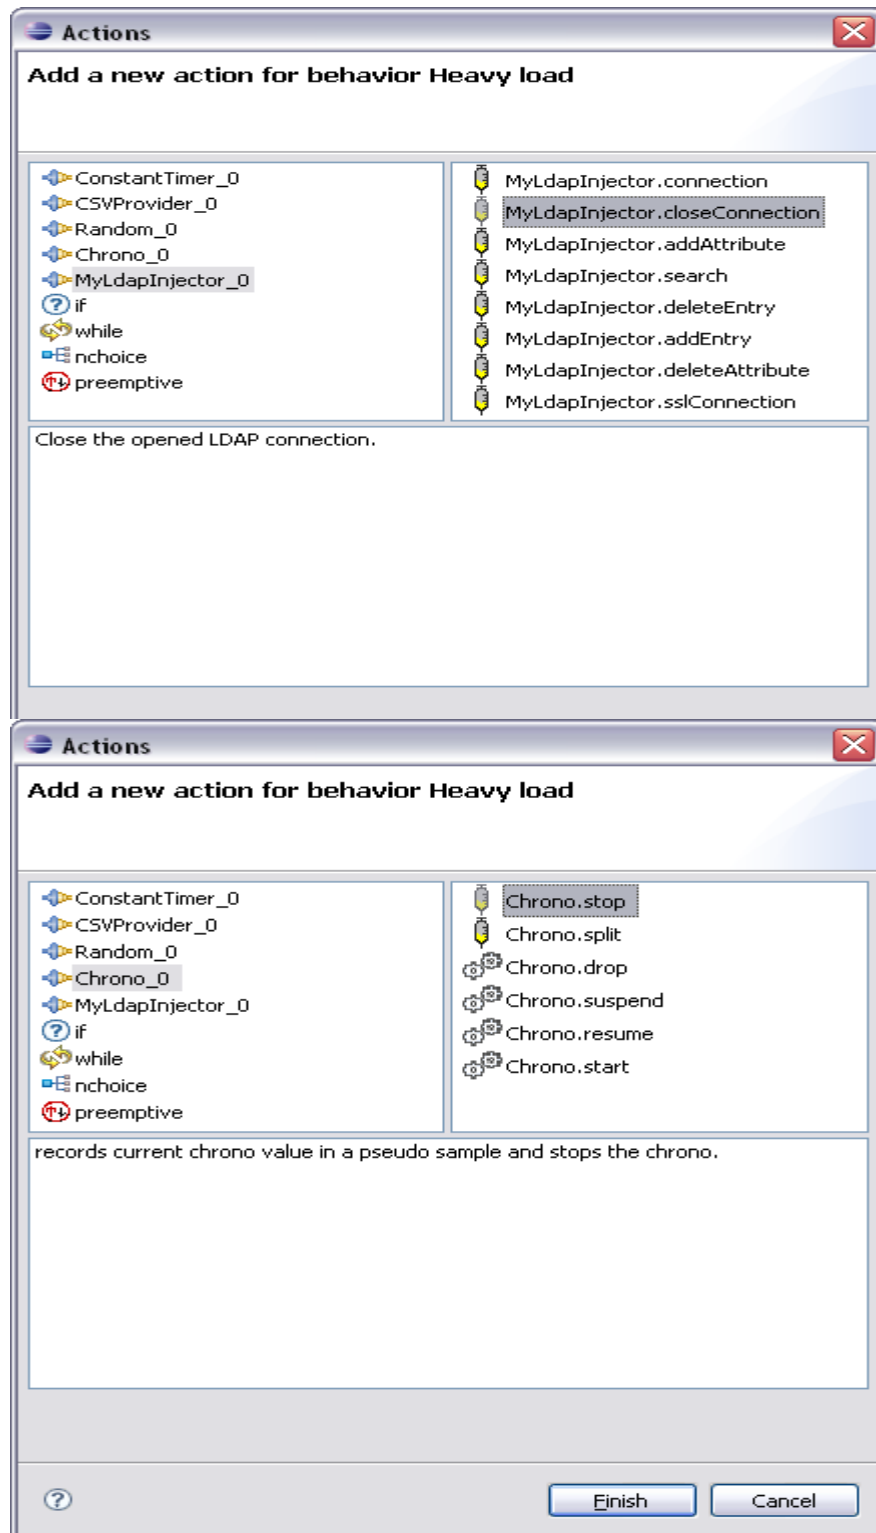 Actions
Add a new action for behavior Heavy load
ConstantTimer_0
CSVProvider_0
Random_0
Chrono_0
MyLdapInjector_0
if
while
nchoice
preemptive
MyLdapInjector.connection
MyLdapInjector.closeConnection
MyLdapInjector.addAttribute
MyLdapInjector.search
MyLdapInjector.deleteEntry
MyLdapInjector.addEntry
MyLdapInjector.deleteAttribute
MyLdapInjector.sslConnection
Close the opened LDAP connection.
Actions
Add a new action for behavior Heavy load
ConstantTimer_0
CSVProvider_0
Random_0
Chrono_0
MyLdapInjector_0
if
while
nchoice
preemptive
Chrono.stop
Chrono.split
Chrono.drop
Chrono.suspend
Chrono.resume
Chrono.start
records current chrono value in a pseudo sample and stops the chrono.
Finish
Cancel